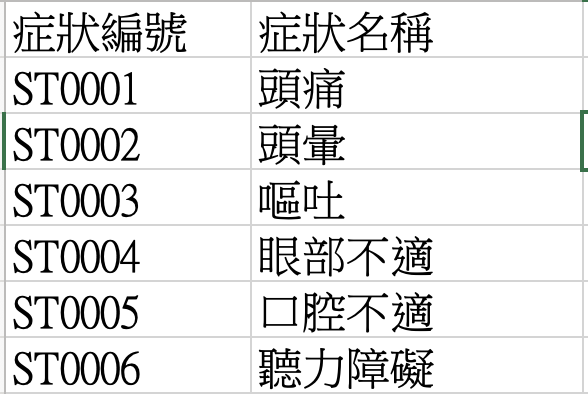 症狀編號 症狀名稱
ST0001 頭痛
ST0002 頭暈
ST0003 嘔吐
ST0004 眼部不適
ST0005 口腔不適
ST0006 聽力障礙